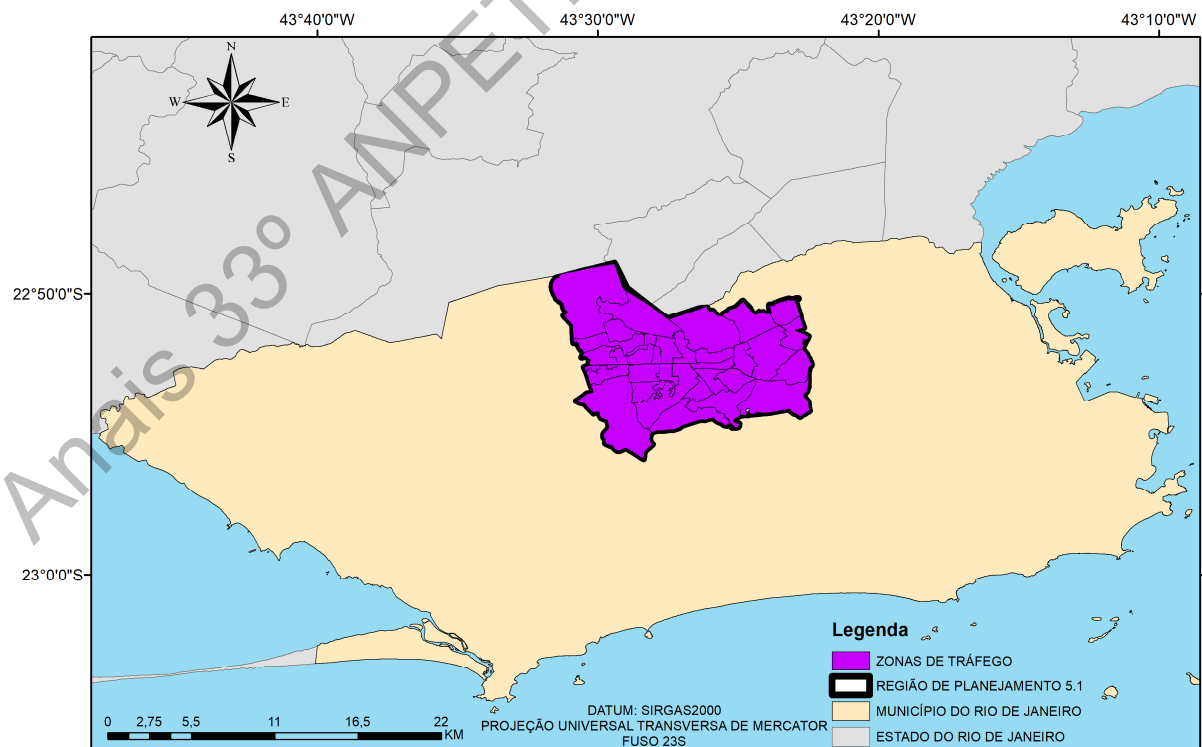 43°40'0"W 43°30'0"W 43°20'0"W 43°10'0"W
N
W E
S
22°50'0"S
23°0'0"S
Anais 33º ANPET
Legenda
ZONAS DE TRÁFEGO
REGIÃO DE PLANEJAMENTO 5.1
MUNICÍPIO DO RIO DE JANEIRO
ESTADO DO RIO DE JANEIRO
DATUM: SIRGAS2000
PROJEÇÃO UNIVERSAL TRANSVERSA DE MERCATOR
FUSO 23S
0 2,75 5,5 11 16,5 22
KM